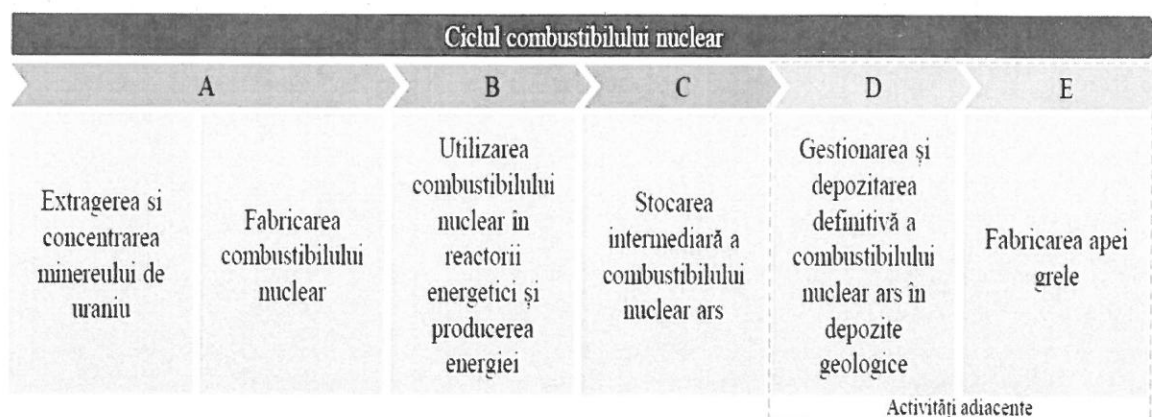 Ciclul combustibilului nuclear
A
B
C
D
E
Extragerea si
concentrarea
minereului de
uraniu
Fabricarea
combustibilului
nuclear
Utilizarea
combustibilului
nuclear în
reactorii
energetici și
producerea
energiei
Stocarea
intermediară a
combustibilului
nuclear ars
Gestionarea și
depozitarea
definitivă a
combustibilului
nuclear ars în
depozite
geologice
Fabricarea apei
grele
Activități adiacente